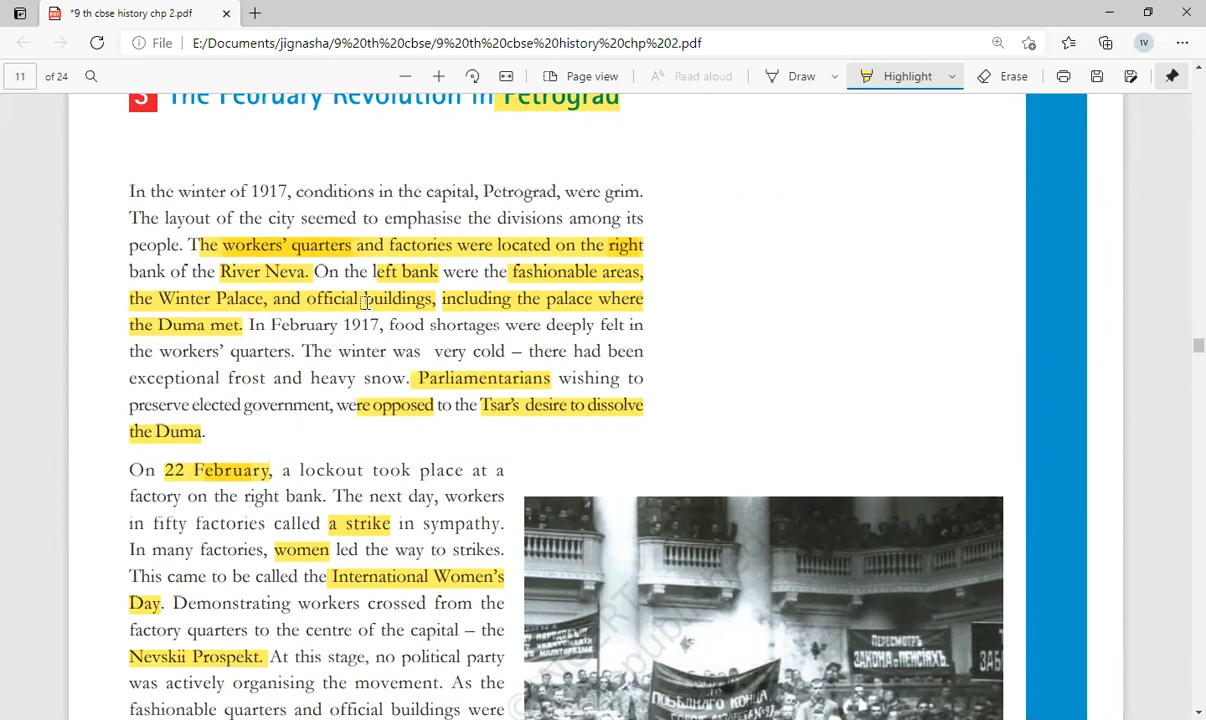 *9 th cbse history chp 2.pdf
File E:/Documents/jignasha/9%20th%20cbse/9%20th%20cbse%20history%20chp%202.pdf
1V
11 of 24
Page view
Read aloud
Draw
Highlight
Erase
3 The February Revolution in Petrograd
In the winter of 1917, conditions in the capital, Petrograd, were grim.
The layout of the city seemed to emphasise the divisions among its
people. The workers’ quarters and factories were located on the right
bank of the River Neva. On the left bank were the fashionable areas,
the Winter Palace, and official buildings, including the palace where
the Duma met. In February 1917, food shortages were deeply felt in
the workers’ quarters. The winter was very cold – there had been
exceptional frost and heavy snow. Parliamentarians wishing to
preserve elected government, were opposed to the Tsar’s desire to dissolve
the Duma.
On 22 February, a lockout took place at a
factory on the right bank. The next day, workers
in fifty factories called a strike in sympathy.
In many factories, women led the way to strikes.
This came to be called the International Women’s
Day. Demonstrating workers crossed from the
factory quarters to the centre of the capital – the
Nevskii Prospekt. At this stage, no political party
was actively organising the movement. As the
fashionable quarters and official buildings were
ПЕРЕСМОТРЪ
ЗАКОНА о ПЕНСІЯХЪ
ПОБѢДНАГО КОНЦА